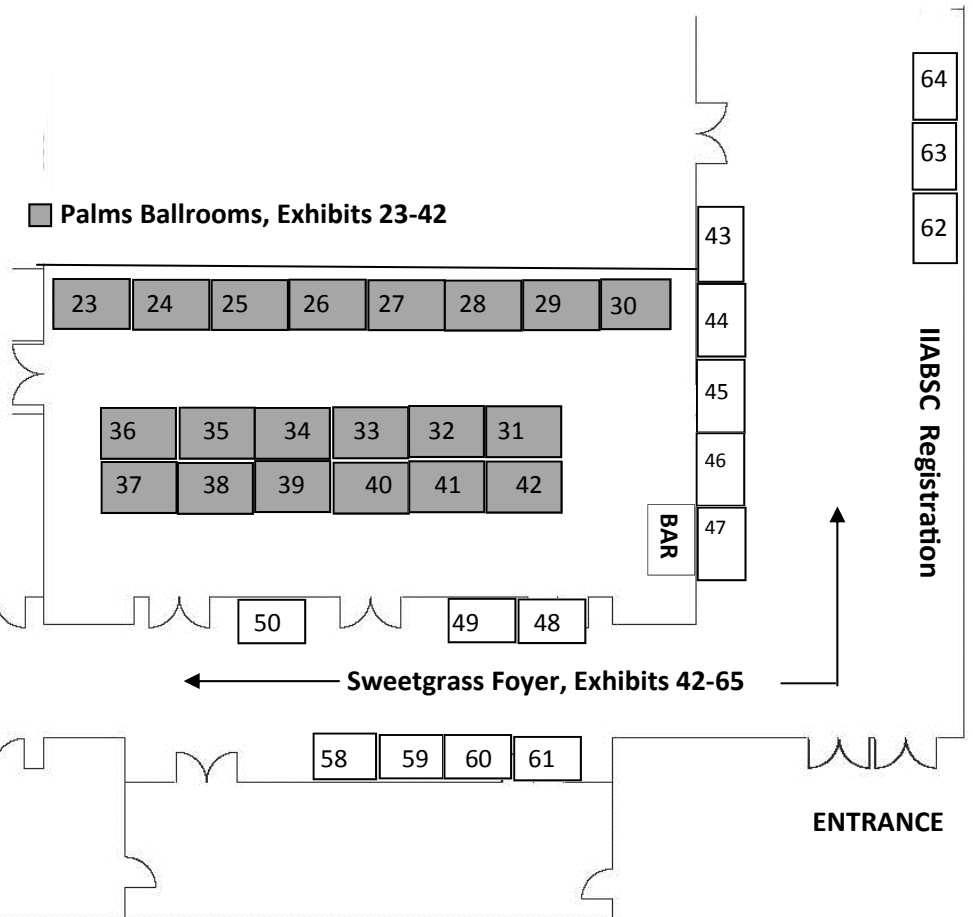 64
63
62
Palms Ballrooms, Exhibits 23-42
43
23 24 25 26 27 28 29 30
44
45
IIABSC Registration
36 35 34 33 32 31
46
37 38 39 40 41 42
47
BAR
50 49 48
Sweetgrass Foyer, Exhibits 42-65
58 59 60 61
ENTRANCE